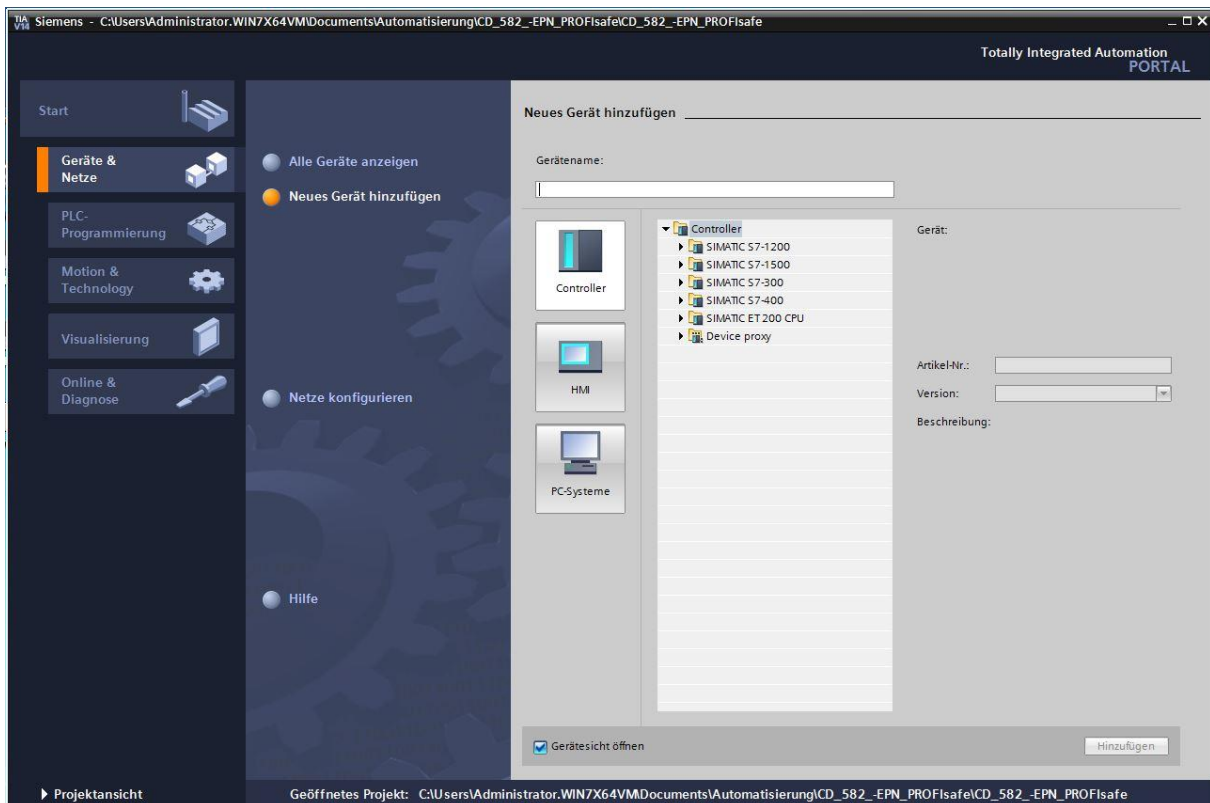 TIA V14 Siemens - C:\Users\Administrator.WIN7X64VM\Documents\Automatisierung\CD_582_-EPN_PROFIsafe\CD_582_-EPN_PROFIsafe
Totally Integrated Automation
PORTAL
Start
Geräte &
Netze
PLC-
Programmierung
Motion &
Technology
Visualisierung
Online &
Diagnose
Alle Geräte anzeigen
Neues Gerät hinzufügen
Netze konfigurieren
Hilfe
Neues Gerät hinzufügen
Gerätename:
Controller
HMI
PC-Systeme
Controller
SIMATIC S7-1200
SIMATIC S7-1500
SIMATIC S7-300
SIMATIC S7-400
SIMATIC ET 200 CPU
Device proxy
Gerät:
Artikel-Nr.:
Version:
Beschreibung:
Gerätesicht öffnen
Hinzufügen
Projektansicht
Geöffnetes Projekt: C:\Users\Administrator.WIN7X64VM\Documents\Automatisierung\CD_582_-EPN_PROFIsafe\CD_582_-EPN_PROFIsafe